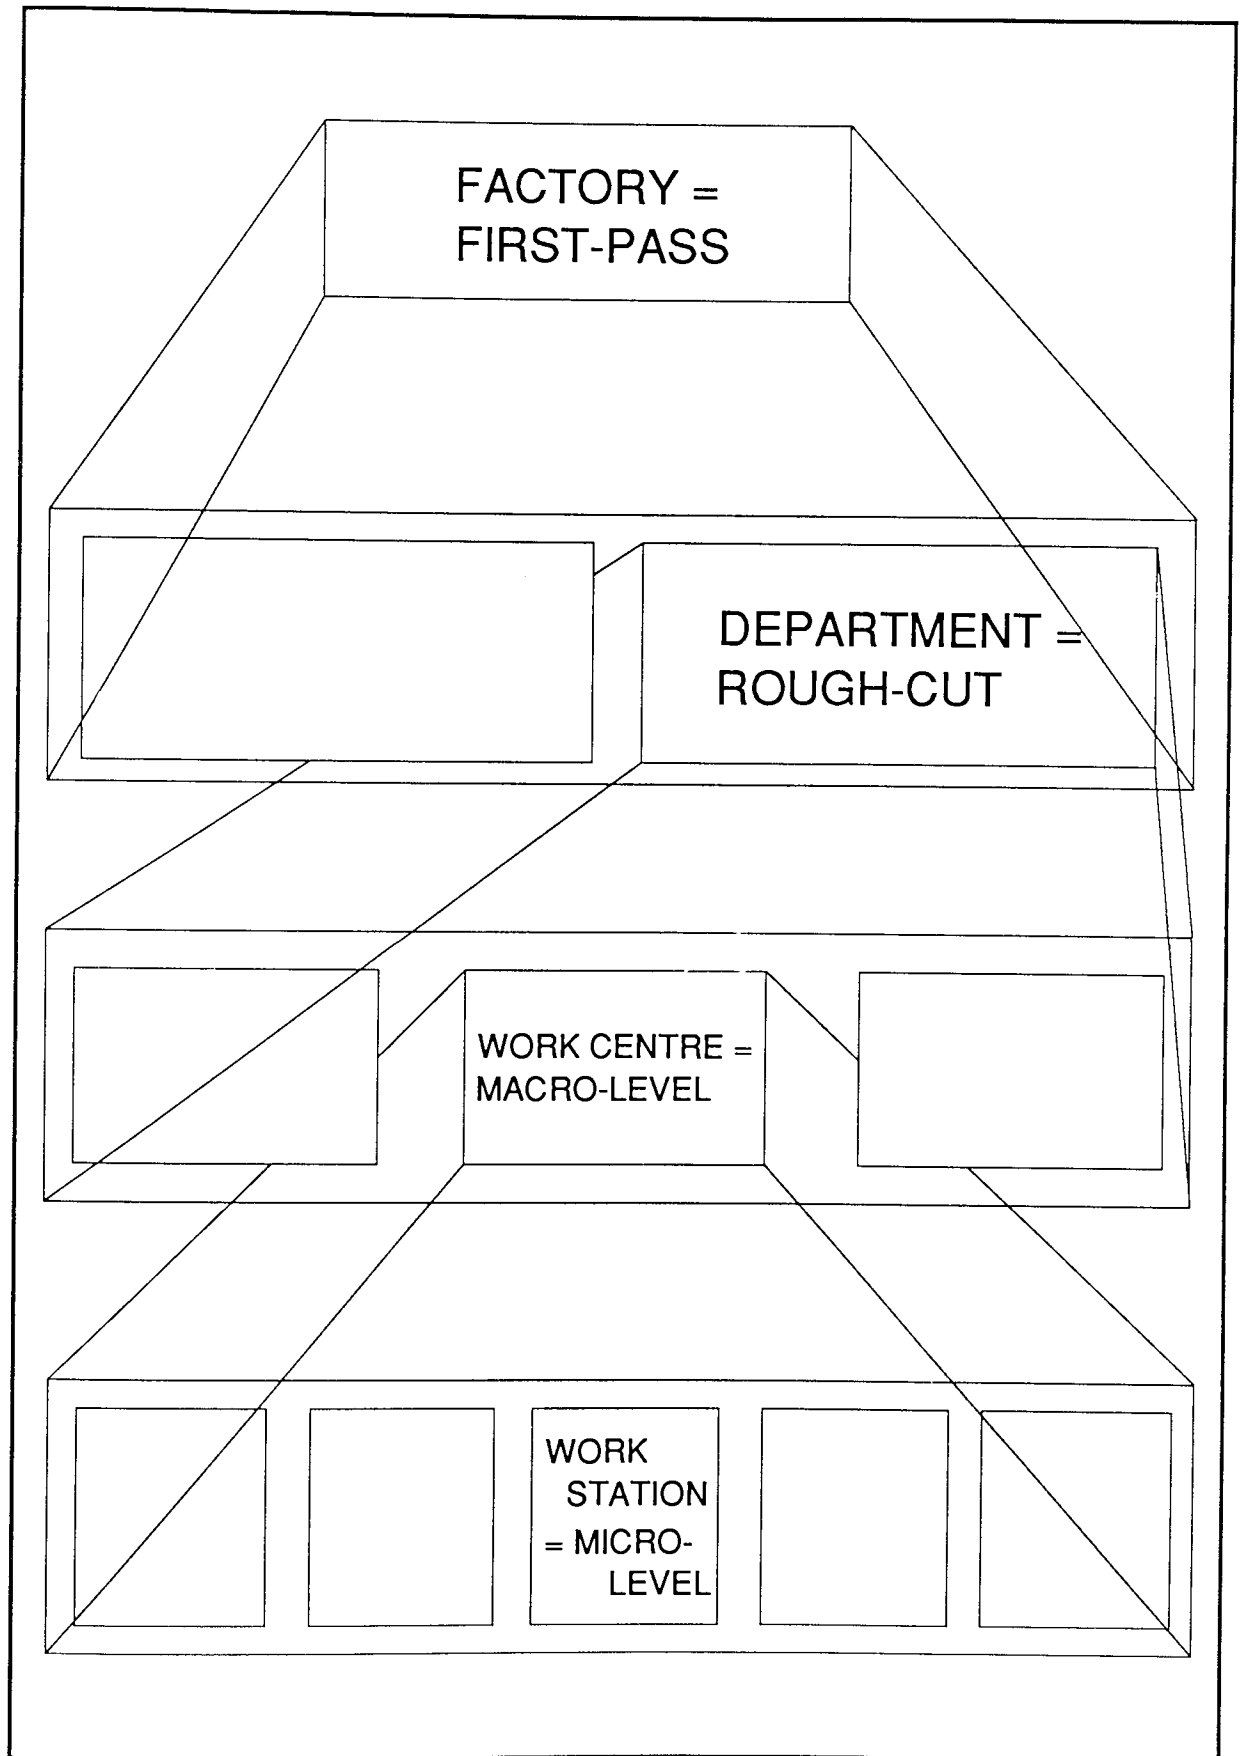 FACTORY =
FIRST-PASS
DEPARTMENT =
ROUGH-CUT
WORK CENTRE =
MACRO-LEVEL
WORK
STATION
= MICRO-
LEVEL